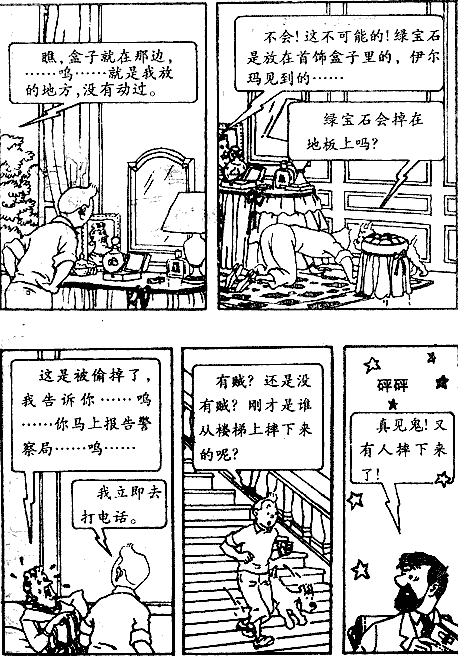 瞧,盒子就在那边,
……呜……就是我放
的地方,没有动过。
不会!这不可能的!绿宝石
是放在首饰盒子里的,伊尔
玛见到的……
绿宝石会掉在
地板上吗?
这是被偷掉了,
我告诉你……呜
……你马上报告警
察局……呜……
我立即去
打电话。
有贼?还是没
有贼?刚才是谁
从楼梯上摔下来
的呢?
砰砰
真见鬼!又
有人摔下来
了!